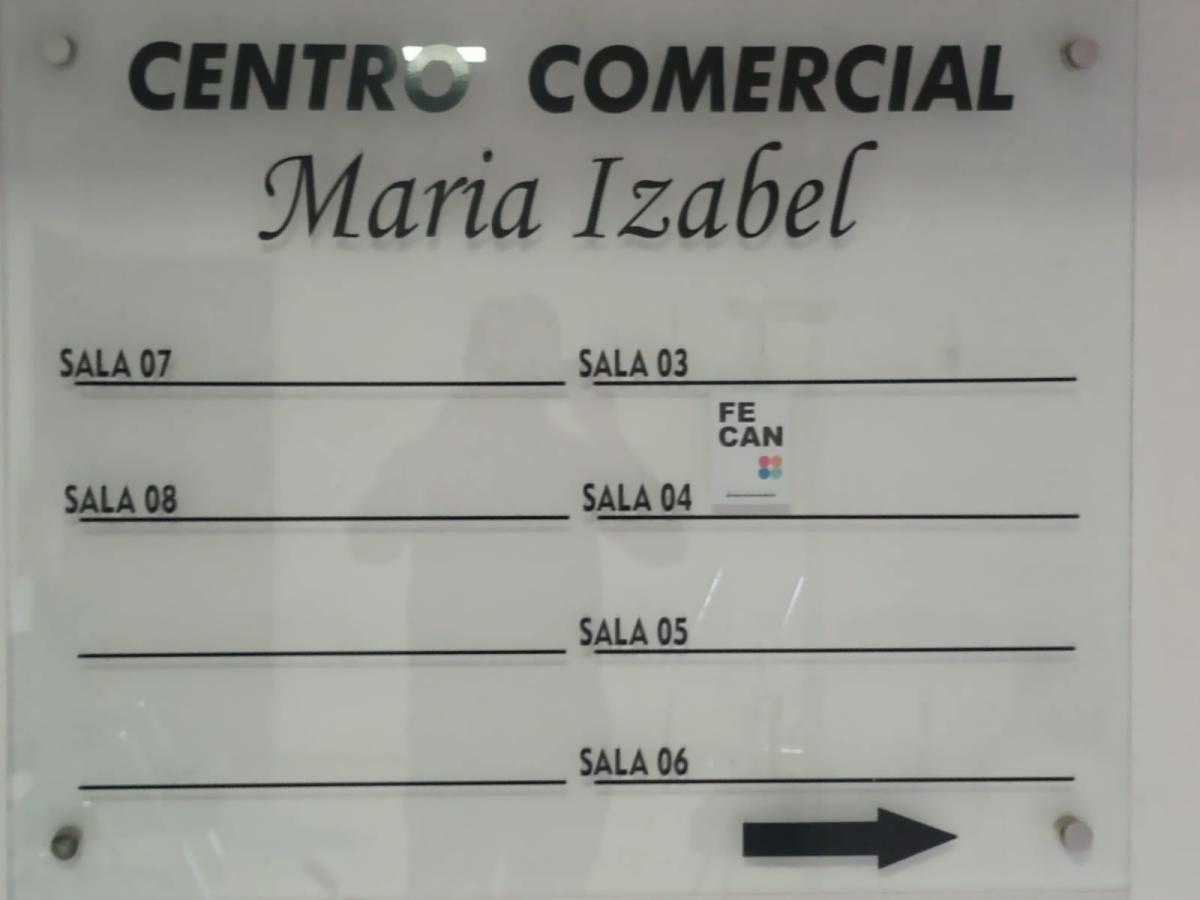 CENTRO COMERCIAL
Maria Izabel
SALA 07
SALA 08
SALA 03
FE
CAN
SALA 04
SALA 05
SALA 06